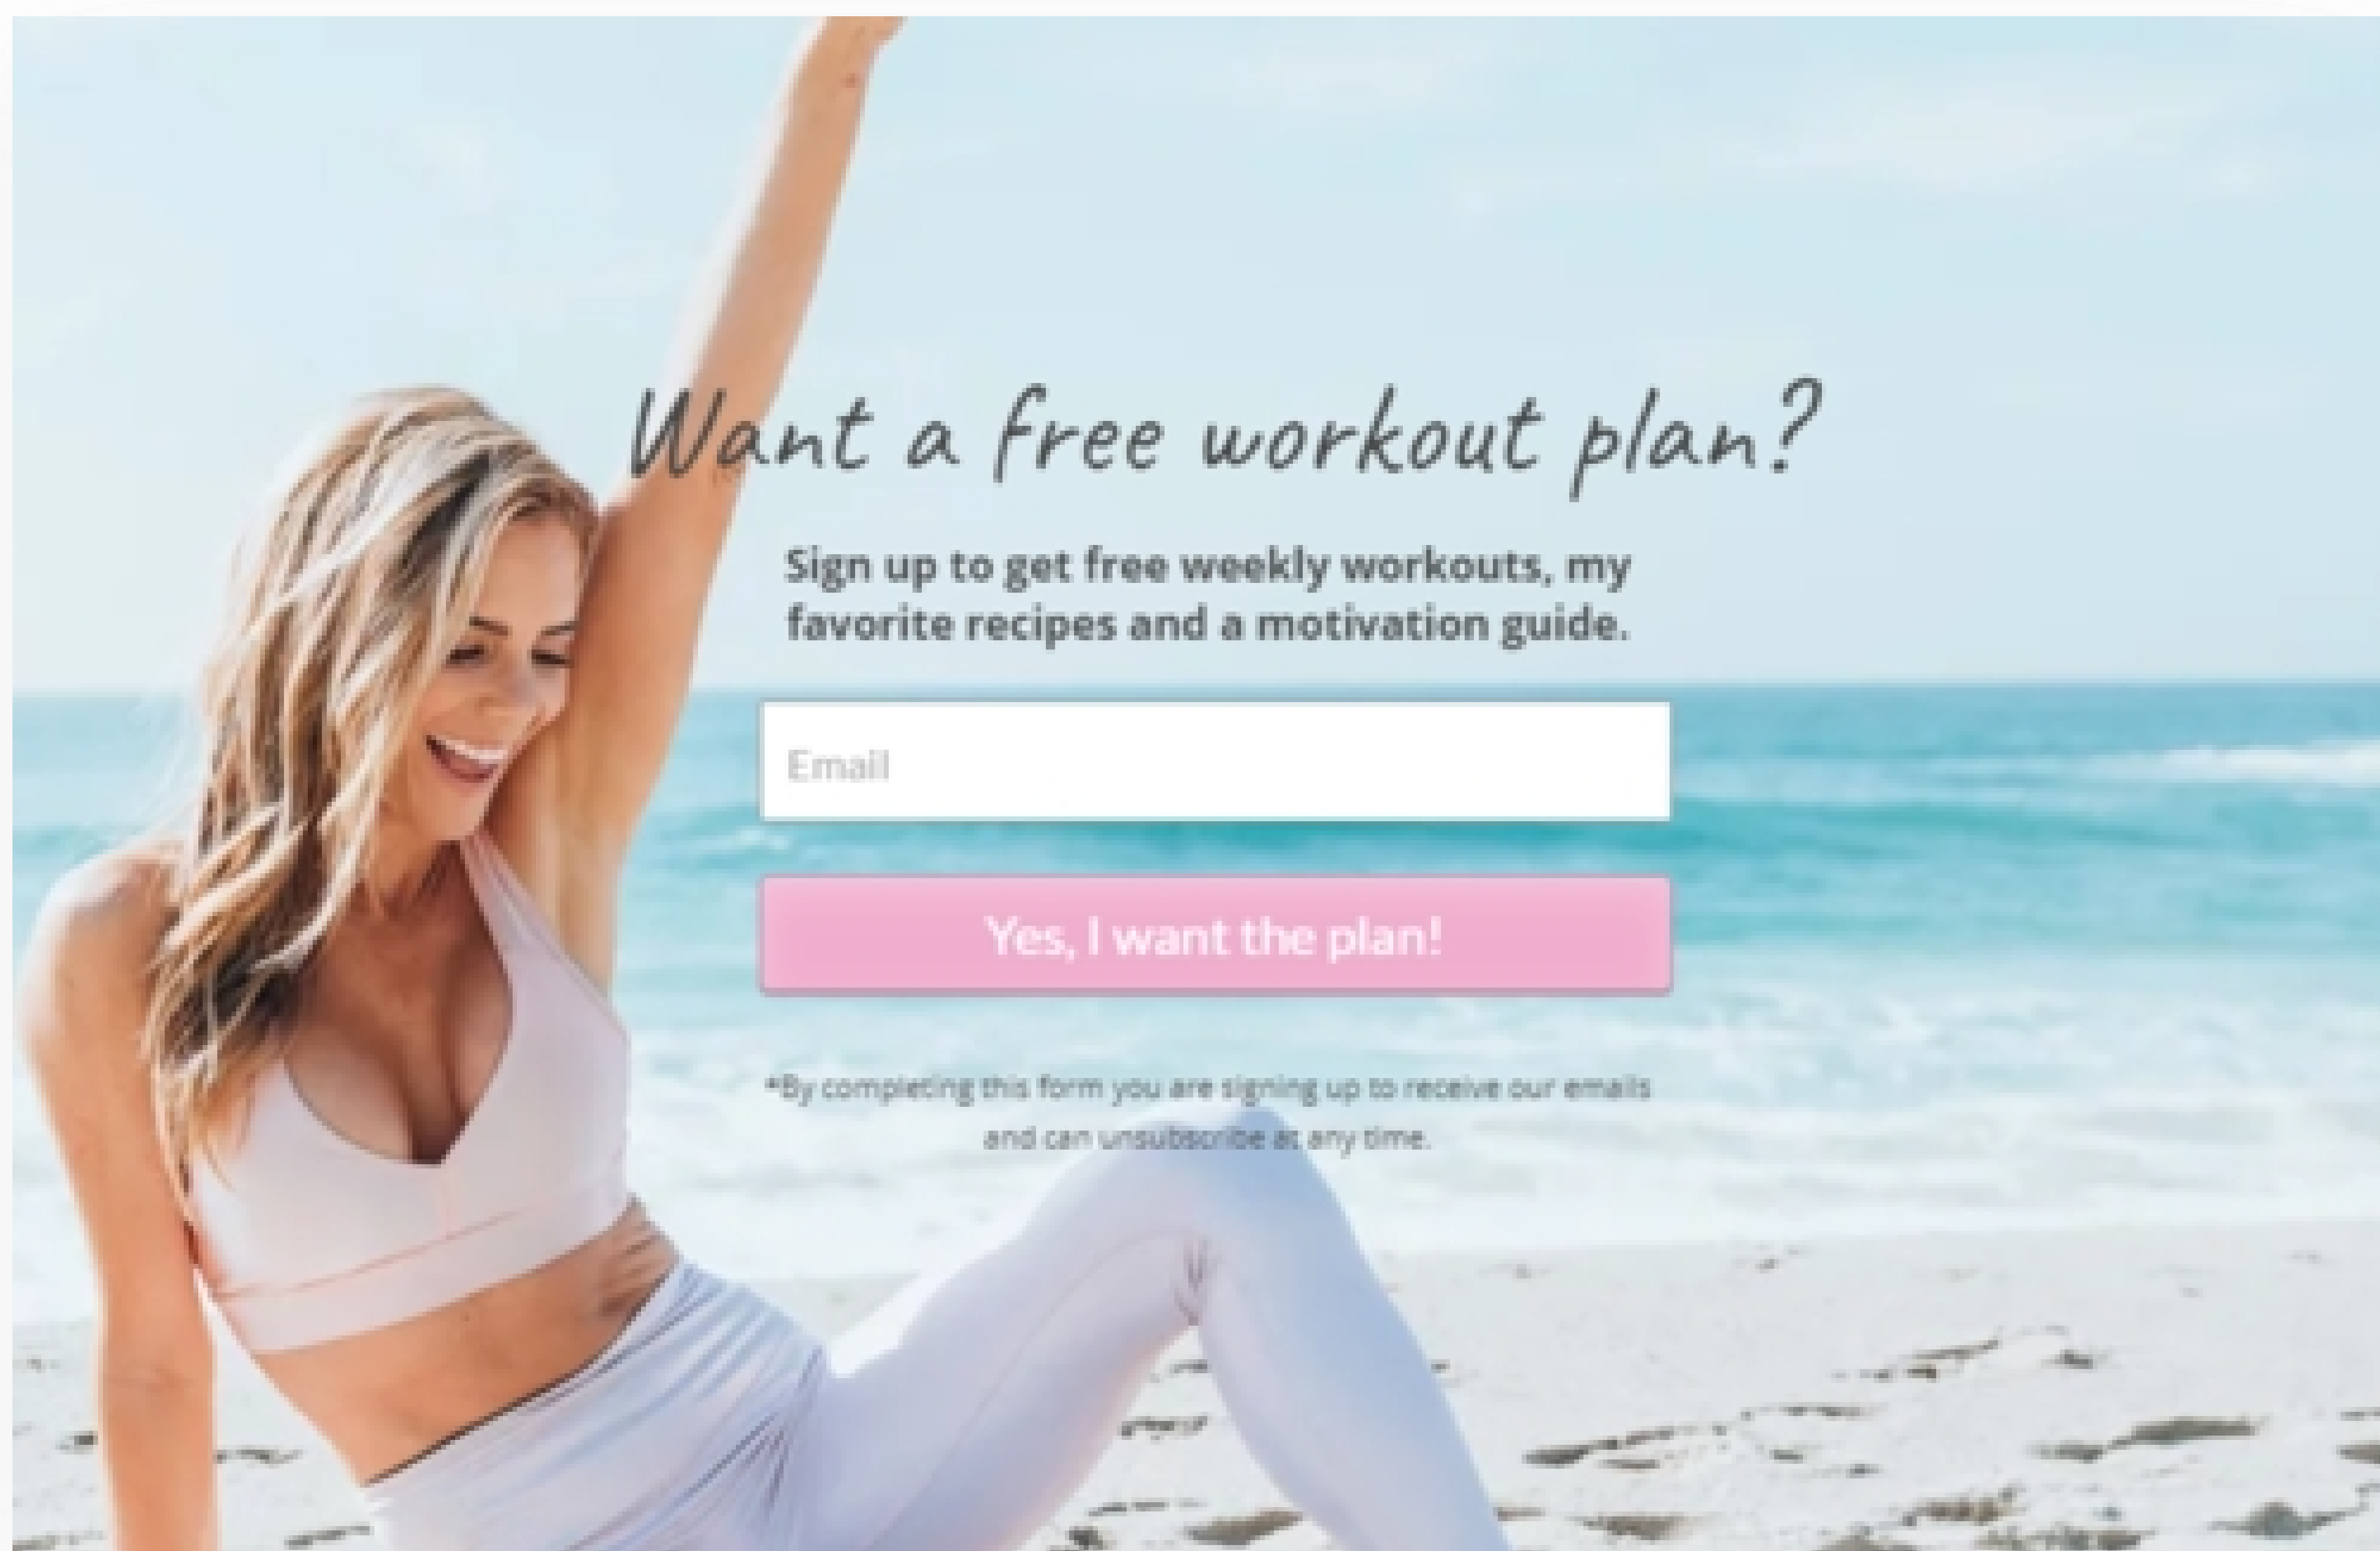 Want a free workout plan?
Sign up to get free weekly workouts, my
favorite recipes and a motivation guide.
Email
Yes, I want the plan!
*By completing this form you are signing up to receive our emails
and can unsubscribe at any time.